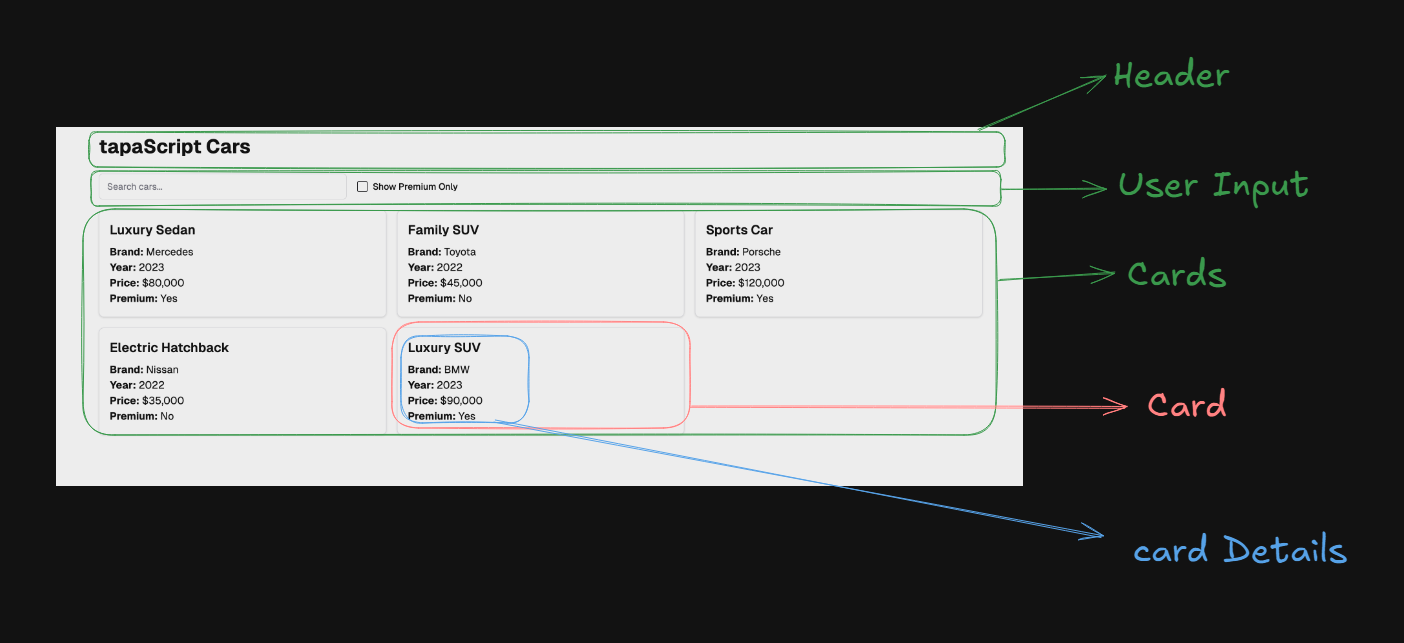 Header
tapaScript Cars
User Input
Search cars...
Show Premium Only
Luxury Sedan
Brand: Mercedes
Year: 2023
Price: $80,000
Premium: Yes
Family SUV
Brand: Toyota
Year: 2022
Price: $45,000
Premium: No
Sports Car
Brand: Porsche
Year: 2023
Price: $120,000
Premium: Yes
Cards
Electric Hatchback
Brand: Nissan
Year: 2022
Price: $35,000
Premium: No
Luxury SUV
Brand: BMW
Year: 2023
Price: $90,000
Premium: Yes
Card
card Details